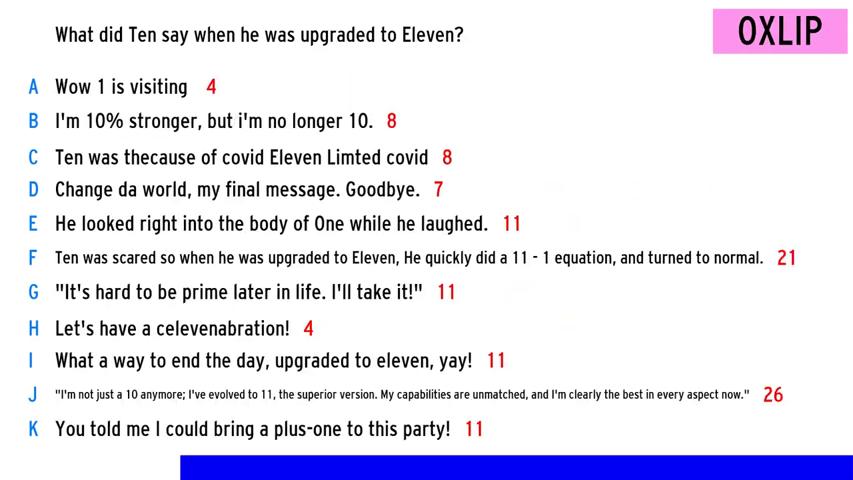 What did Ten say when he was upgraded to Eleven?
OXLIP
A Wow 1 is visiting 4
B I'm 10% stronger, but i'm no longer 10. 8
C Ten was thecause of covid Eleven Limted covid 8
D Change da world, my final message. Goodbye. 7
E He looked right into the body of One while he laughed. 11
F Ten was scared so when he was upgraded to Eleven, He quickly did a 11 - 1 equation, and turned to normal. 21
G "It's hard to be prime later in life. I'll take it!" 11
H Let's have a celevenabration! 4
I What a way to end the day, upgraded to eleven, yay! 11
J "I'm not just a 10 anymore; I've evolved to 11, the superior version. My capabilities are unmatched, and I'm clearly the best in every aspect now." 26
K You told me I could bring a plus-one to this party! 11